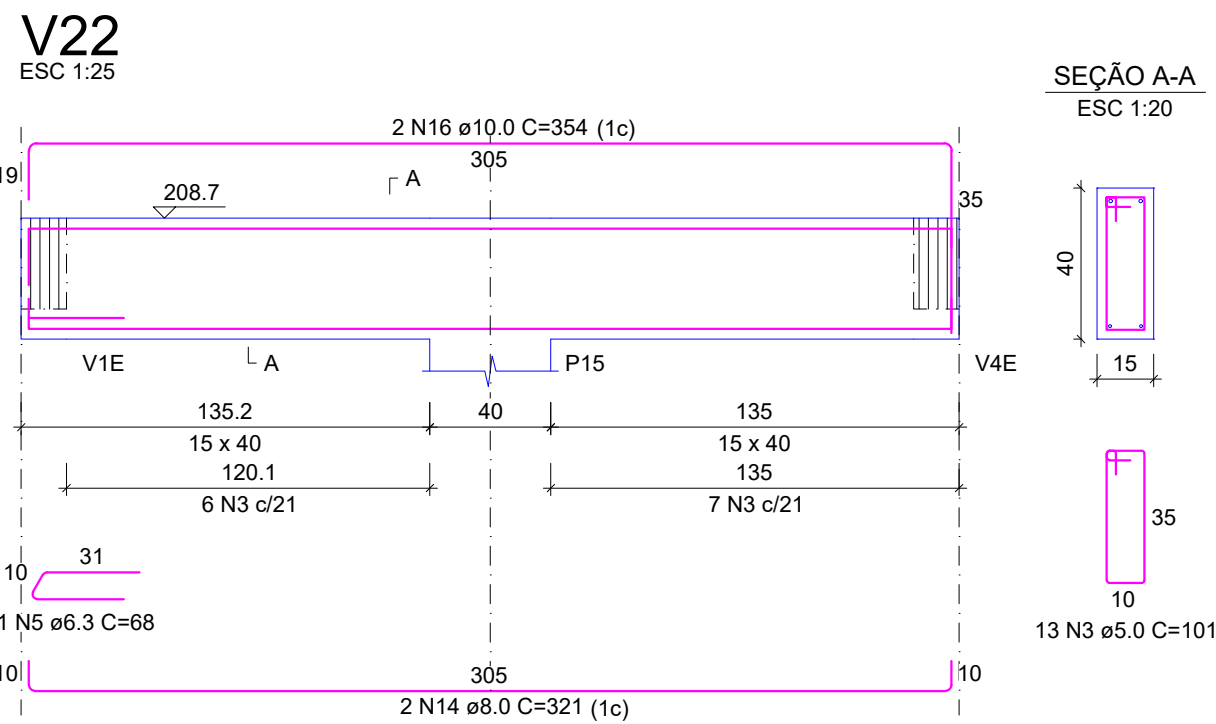 V22
ESC 1:25
SEÇÃO A-A
ESC 1:20
2 N16 ø10.0 C=354 (1c)
305
19
A
208.7
35
40
15
V1E
A
P15
V4E
135.2
40
135
15 x 40
15 x 40
120.1
135
6 N3 c/21
7 N3 c/21
35
10
13 N3 ø5.0 C=101
31
10
1 N5 ø6.3 C=68
10
305
10
2 N14 ø8.0 C=321 (1c)